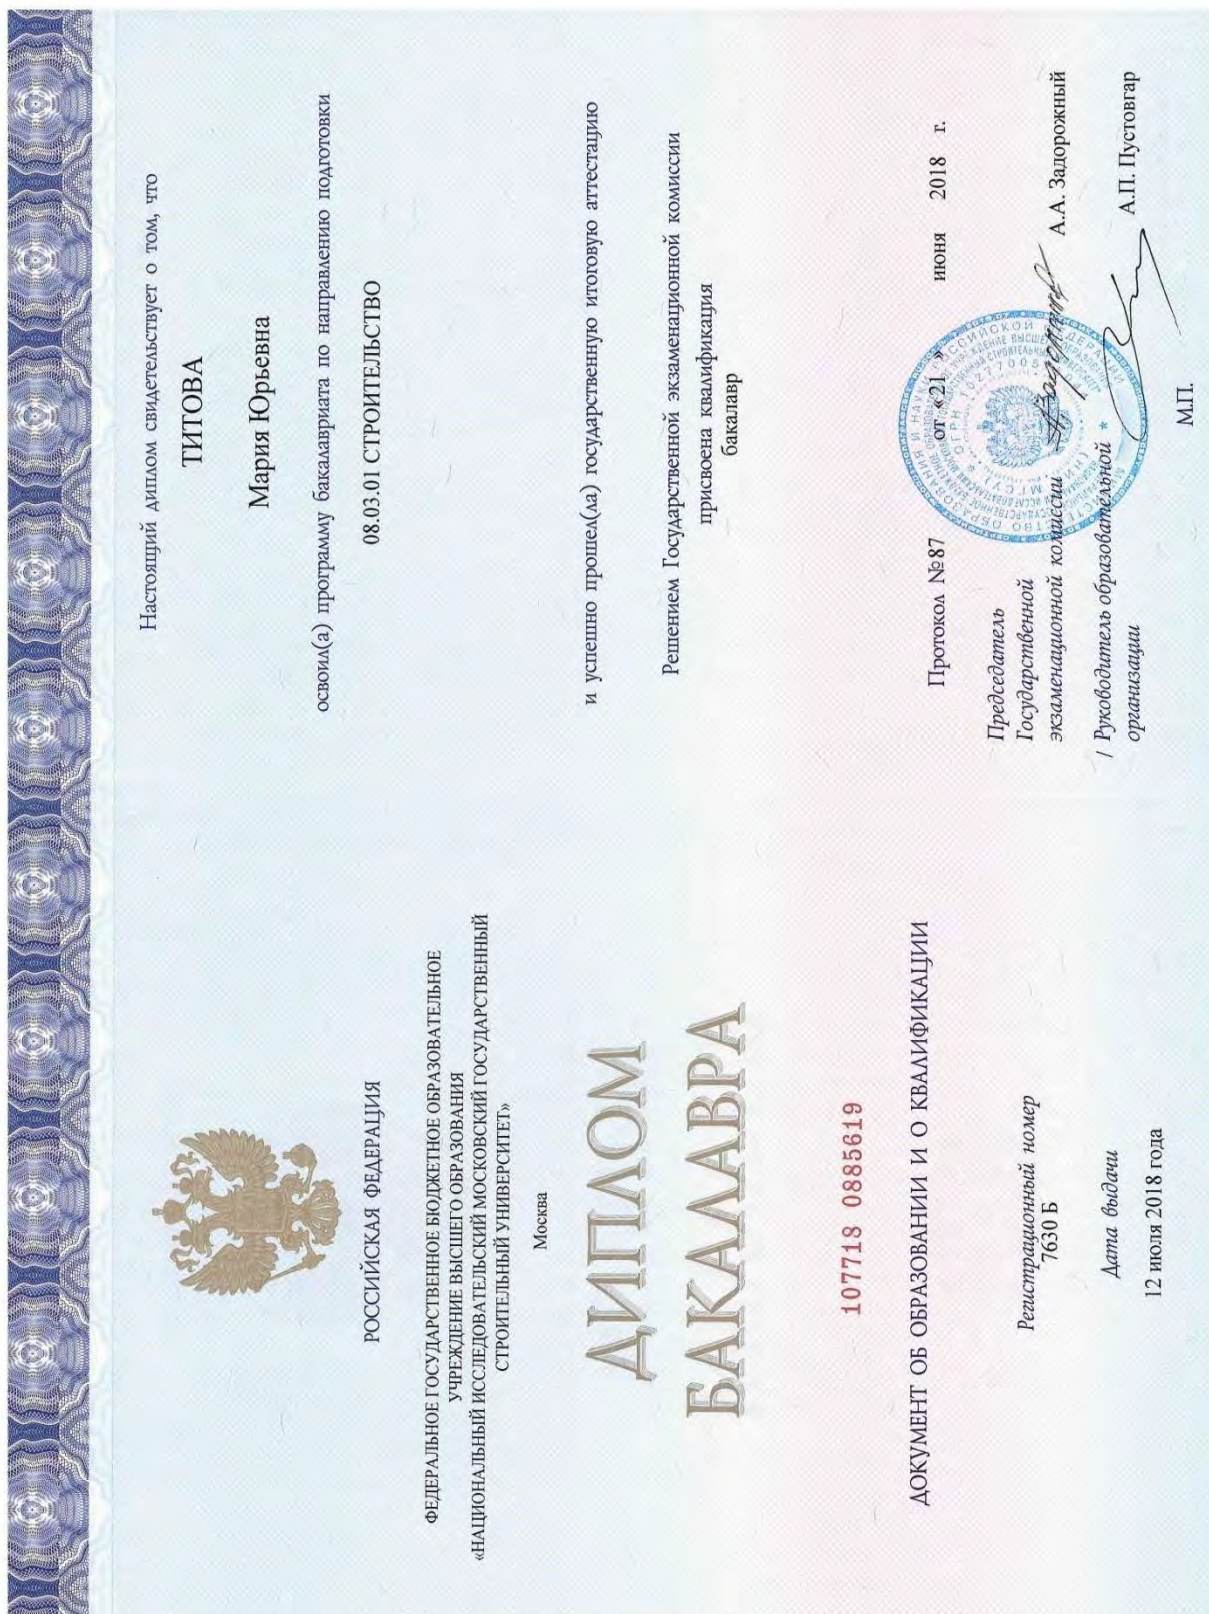 РОССИЙСКАЯ ФЕДЕРАЦИЯ
ФЕДЕРАЛЬНОЕ ГОСУДАРСТВЕННОЕ БЮДЖЕТНОЕ ОБРАЗОВАТЕЛЬНОЕ
УЧРЕЖДЕНИЕ ВЫСШЕГО ОБРАЗОВАНИЯ
«НАЦИОНАЛЬНЫЙ ИССЛЕДОВАТЕЛЬСКИЙ МОСКОВСКИЙ ГОСУДАРСТВЕННЫЙ
СТРОИТЕЛЬНЫЙ УНИВЕРСИТЕТ»
Москва
ДИПЛОМ
БАКАЛАВРА
107718 0885619
ДОКУМЕНТ ОБ ОБРАЗОВАНИИ И О КВАЛИФИКАЦИИ
Регистрационный номер
7630 Б
Дата выдачи
12 июля 2018 года
Настоящий диплом свидетельствует о том, что
ТИТОВА
Мария Юрьевна
освоил(а) программу бакалавриата по направлению подготовки
08.03.01 СТРОИТЕЛЬСТВО
и успешно прошел(ла) государственную итоговую аттестацию
Решением Государственной экзаменационной комиссии
присвоена квалификация
бакалавр
Протокол №87 от «21 » июня 2018 г.
Председатель
Государственной
экзаменационной комиссии А.А. Задорожный
/ Руководитель образовательной А.П. Пустовгар
организации
М.П.